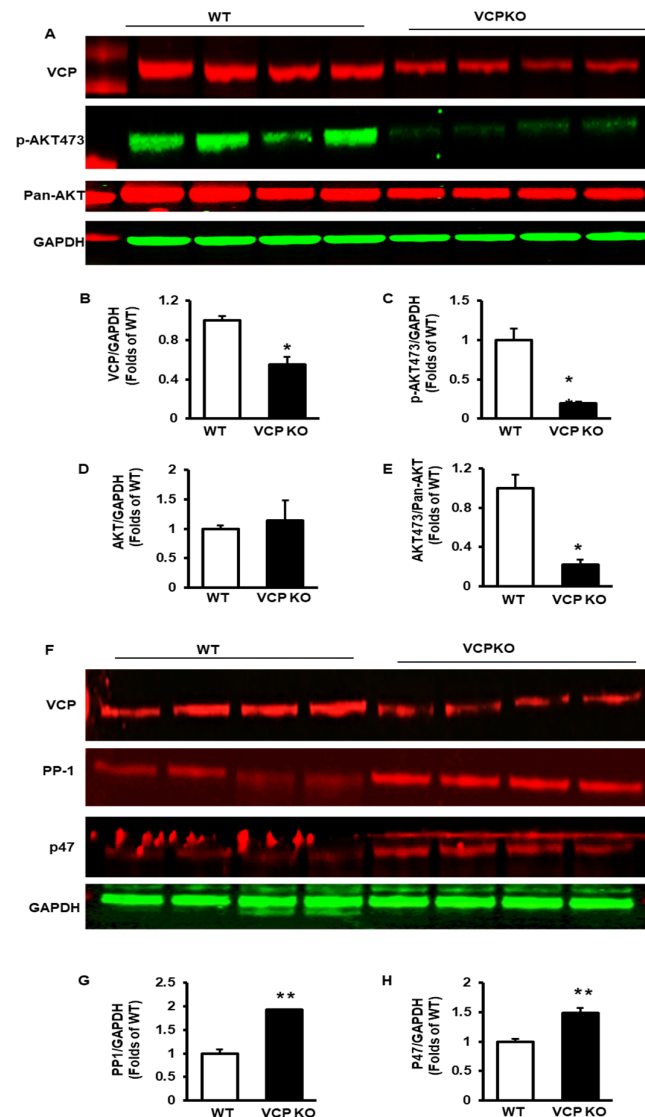 WT VCPKO
A
VCP
p-AKT473
Pan-AKT
GAPDH
B
VCP/GAPDH
(Folds of WT)
1.2
0.8
0.4
0
*
WT VCP KO
C
p-AKT473/GAPDH
(Folds of WT)
1.5
1
0.5
0
*
*
WT VCP KO
D
AKT/GAPDH
(Folds of WT)
2
1.5
1
0.5
0
WT VCP KO
E
AKT473/Pan-AKT
(Folds of WT)
1.2
0.8
0.4
0
*
WT VCP KO
F
WT VCPKO
VCP
PP-1
p47
GAPDH
G
PP1/GAPDH
(Folds of WT)
2.5
2
1.5
1
0.5
0
**
WT VCP KO
H
P47/GAPDH
(Folds of WT)
2
1.5
1
0.5
0
**
WT VCP KO